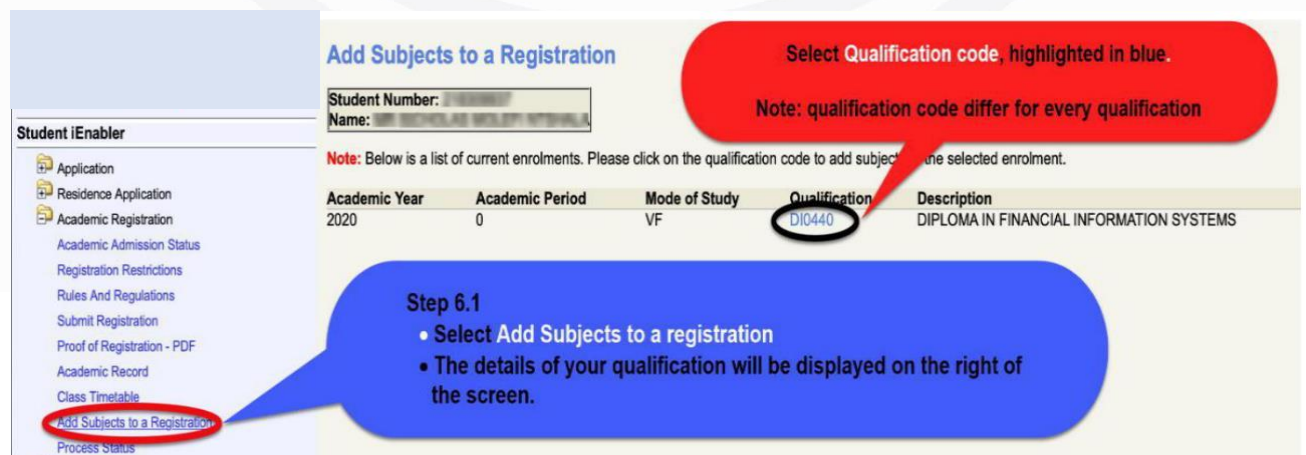 Student iEnabler
Application
Residence Application
Academic Registration
Academic Admission Status
Registration Restrictions
Rules And Regulations
Submit Registration
Proof of Registration - PDF
Academic Record
Class Timetable
Add Subjects to a Registration
Process Status
Add Subjects to a Registration
Student Number:
Name:
Note: Below is a list of current enrolments. Please click on the qualification code to add subject the selected enrolment.
Academic Year Academic Period Mode of Study Qualification Description
2020 0 VF DI0440 DIPLOMA IN FINANCIAL INFORMATION SYSTEMS
Select Qualification code, highlighted in blue.
Note: qualification code differ for every qualification
Step 6.1
• Select Add Subjects to a registration
• The details of your qualification will be displayed on the right of
the screen.